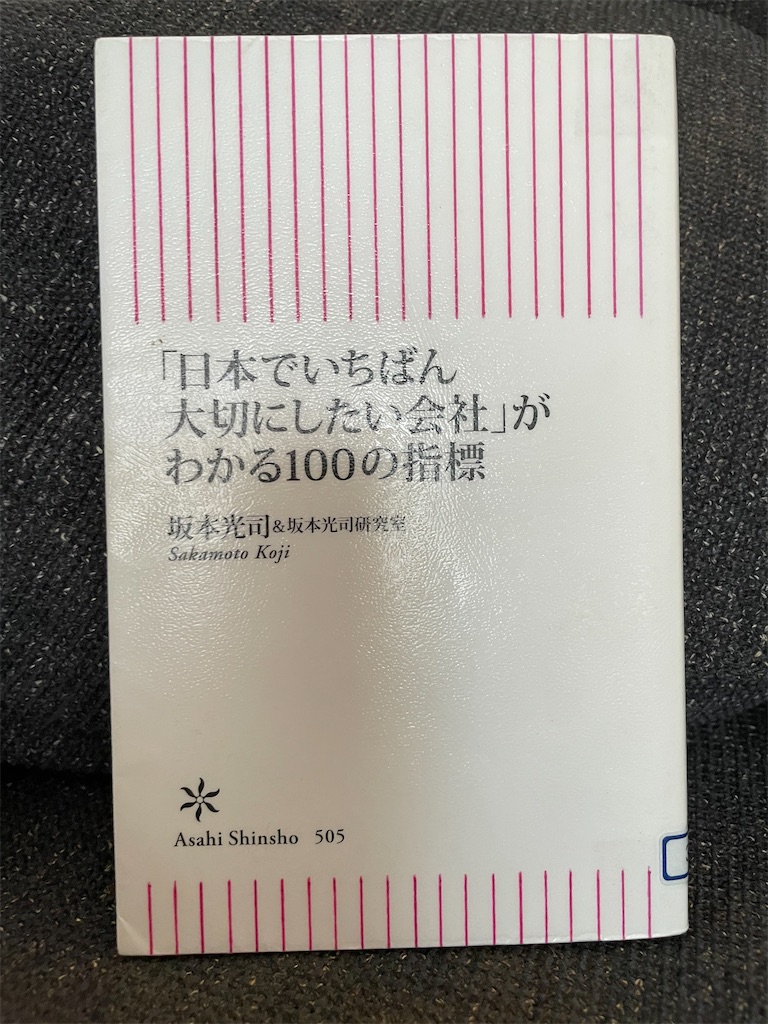 「日本でいちばん
大切にしたい会社」が
わかる100の指標
坂本光司&坂本光司研究室
Sakamoto Koji
Asahi Shinsho 505